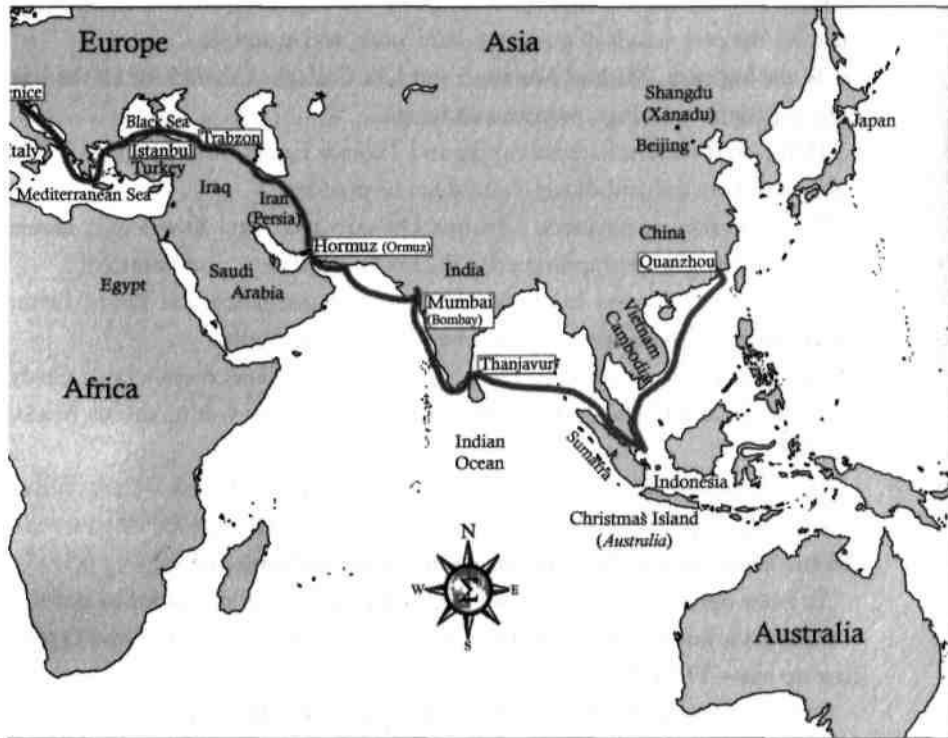 Europe
Asia
enice
Italy
Black Sea
Istanbul
Turkey
Trabzon
Mediterranean Sea
Iraq
Iran
(Persia)
Shangdu
(Xanadu)
Beijing
Japan
China
Quanzhou
Hormuz (Ormuz)
Egypt
Saudi
Arabia
India
Mumbai
(Bombay)
Vietnam
Cambodia
Thanjavur
Africa
Indian
Ocean
Sumatra
Indonesia
Christmas Island
(Australia)
N
W
Σ
E
S
Australia